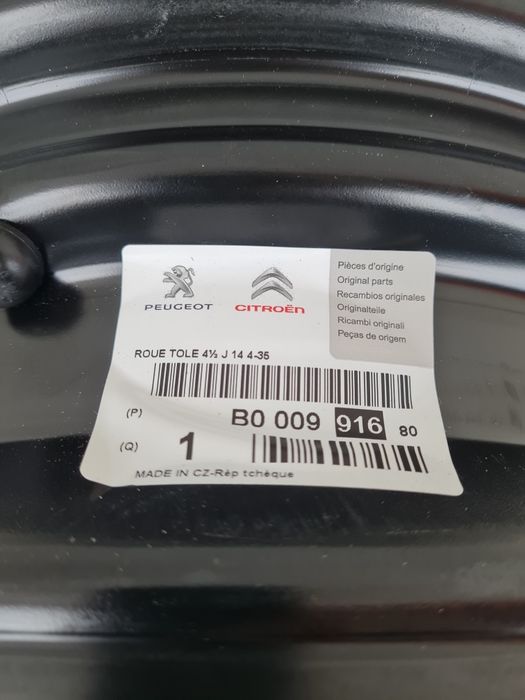 PEUGEOT
CITROËN
Pièces d'origine
Original parts
Recambios originales
Originalteile
Ricambi originali
Peças de origem
ROUE TOLE 4½ J 14 4-35
(P) B0 009 916 80
(Q) 1
MADE IN CZ-Rép tchèque